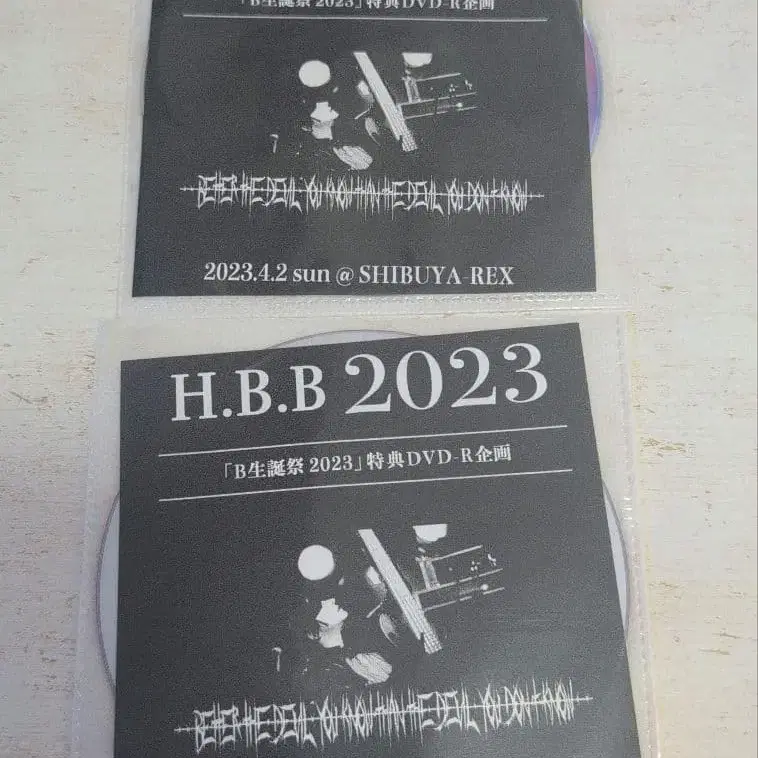 「B生誕祭 2023」特典DVD-R企画
BETTER THE DEVIL YOU KNOW THAN THE DEVIL YOU DON'T KNOW
2023.4.2 sun @ SHIBUYA-REX
H.B.B 2023
「B生誕祭 2023」特典DVD-R企画
BETTER THE DEVIL YOU KNOW THAN THE DEVIL YOU DON'T KNOW